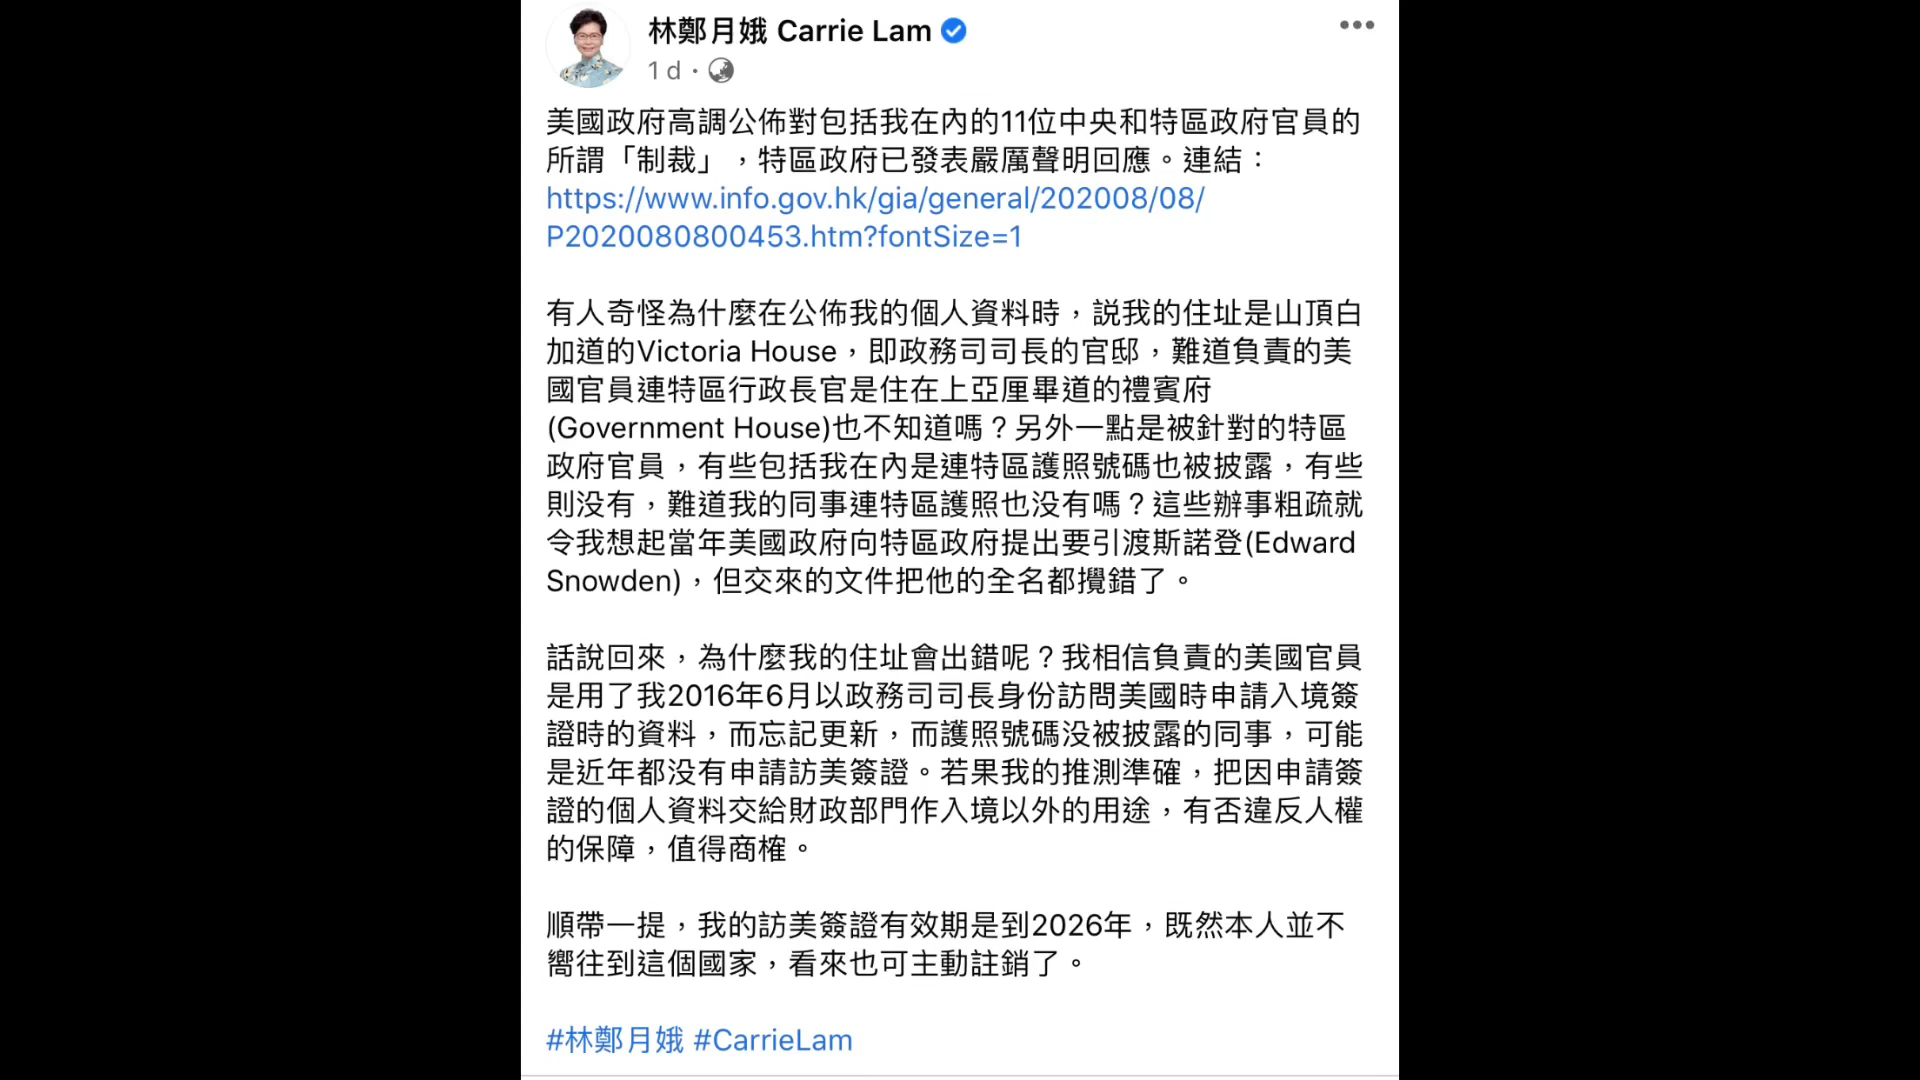 林鄭月娥 Carrie Lam
1 d
美國政府高調公佈對包括我在內的11位中央和特區政府官員的
所謂「制裁」，特區政府已發表嚴厲聲明回應。連結：
https://www.info.gov.hk/gia/general/202008/08/
P2020080800453.htm?fontSize=1
有人奇怪為什麼在公佈我的個人資料時，説我的住址是山頂白
加道的Victoria House，即政務司司長的官邸，難道負責的美
國官員連特區行政長官是住在上亞厘畢道的禮賓府
(Government House)也不知道嗎？另外一點是被針對的特區
政府官員，有些包括我在內是連特區護照號碼也被披露，有些
則没有，難道我的同事連特區護照也没有嗎？這些辦事粗疏就
令我想起當年美國政府向特區政府提出要引渡斯諾登(Edward
Snowden)，但交來的文件把他的全名都攪錯了。
話說回來，為什麼我的住址會出錯呢？我相信負責的美國官員
是用了我2016年6月以政務司司長身份訪問美國時申請入境簽
證時的資料，而忘記更新，而護照號碼没被披露的同事，可能
是近年都没有申請訪美簽證。若果我的推測準確，把因申請簽
證的個人資料交給財政部門作入境以外的用途，有否違反人權
的保障，值得商榷。
順帶一提，我的訪美簽證有效期是到2026年，既然本人並不
嚮往到這個國家，看來也可主動註銷了。
#林鄭月娥 #CarrieLam